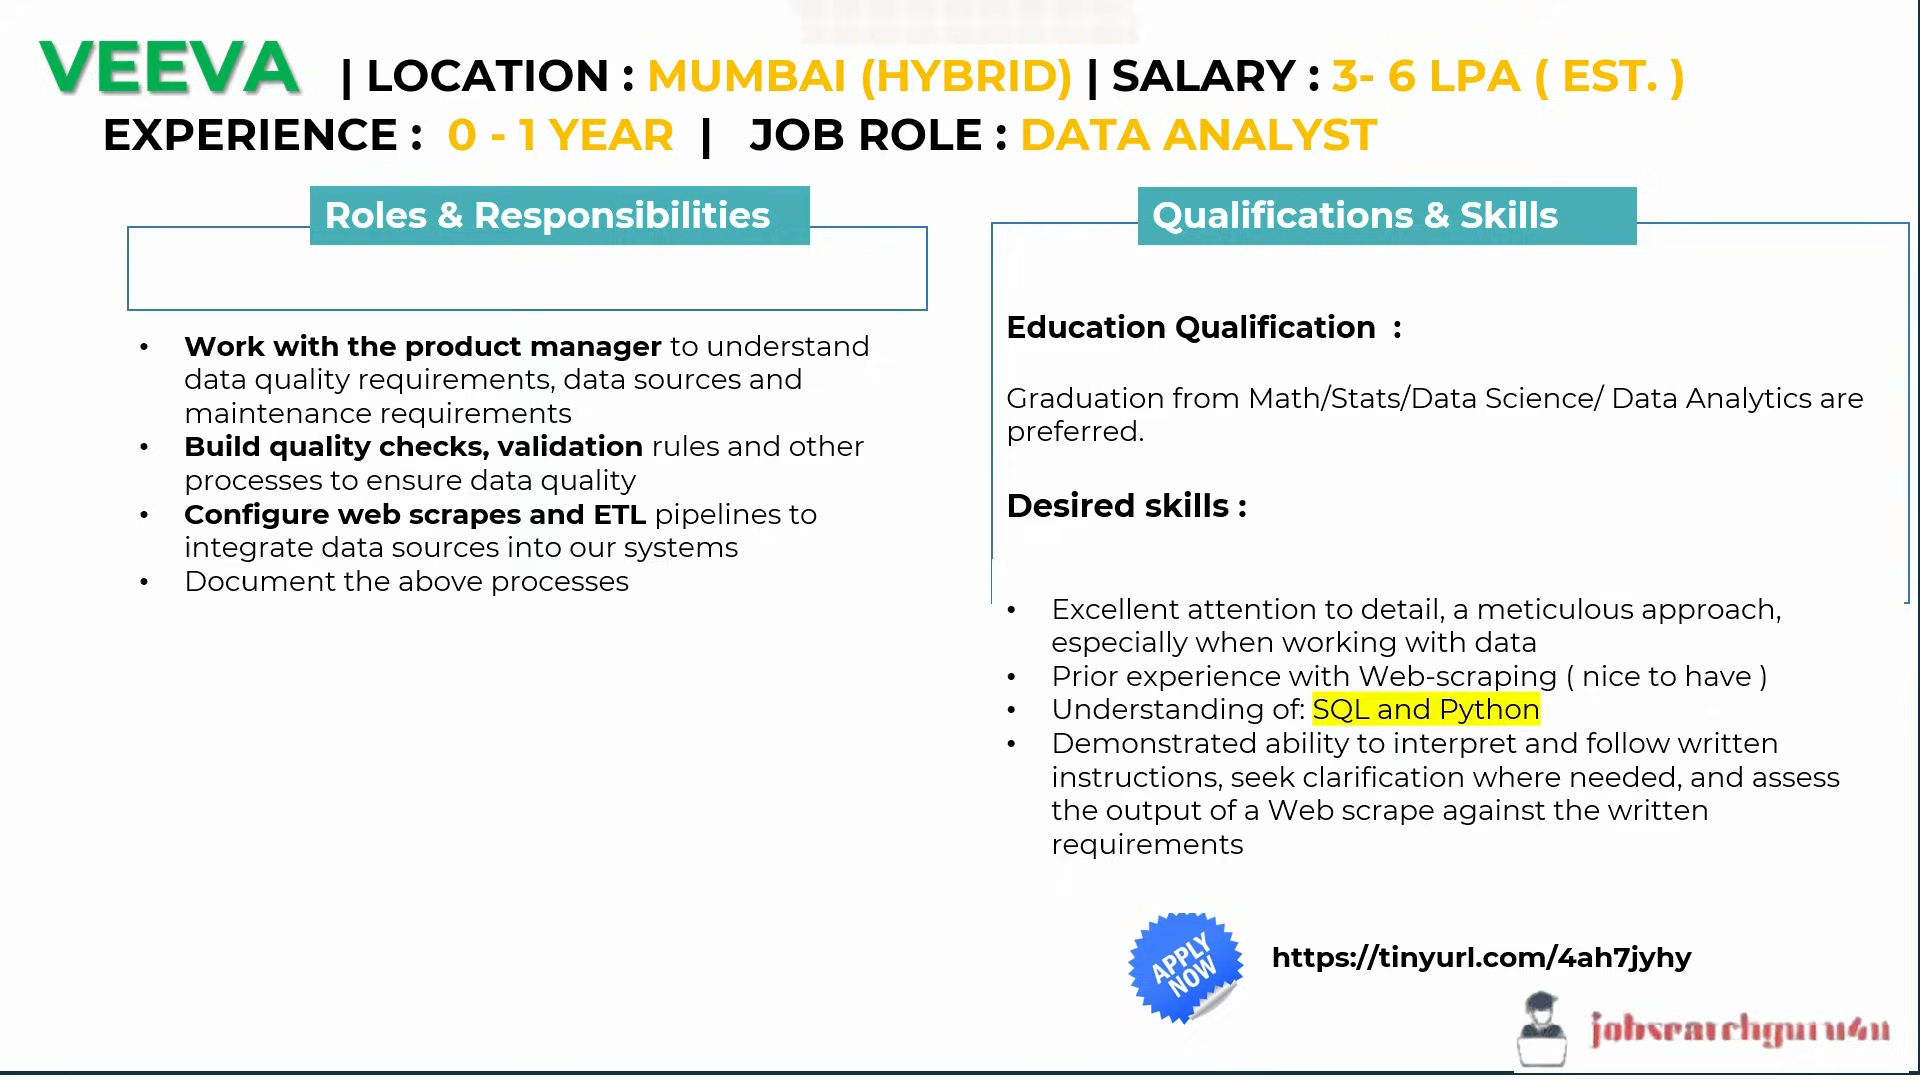 VEEVA | LOCATION : MUMBAI (HYBRID) | SALARY : 3- 6 LPA ( EST. )
EXPERIENCE : 0 - 1 YEAR | JOB ROLE : DATA ANALYST
Roles & Responsibilities
• Work with the product manager to understand
data quality requirements, data sources and
maintenance requirements
• Build quality checks, validation rules and other
processes to ensure data quality
• Configure web scrapes and ETL pipelines to
integrate data sources into our systems
• Document the above processes
Qualifications & Skills
Education Qualification :
Graduation from Math/Stats/Data Science/ Data Analytics are
preferred.
Desired skills :
• Excellent attention to detail, a meticulous approach,
especially when working with data
• Prior experience with Web-scraping ( nice to have )
• Understanding of: SQL and Python
• Demonstrated ability to interpret and follow written
instructions, seek clarification where needed, and assess
the output of a Web scrape against the written
requirements
APPLY
NOW
https://tinyurl.com/4ah7jyhy
jobsearchguru4u